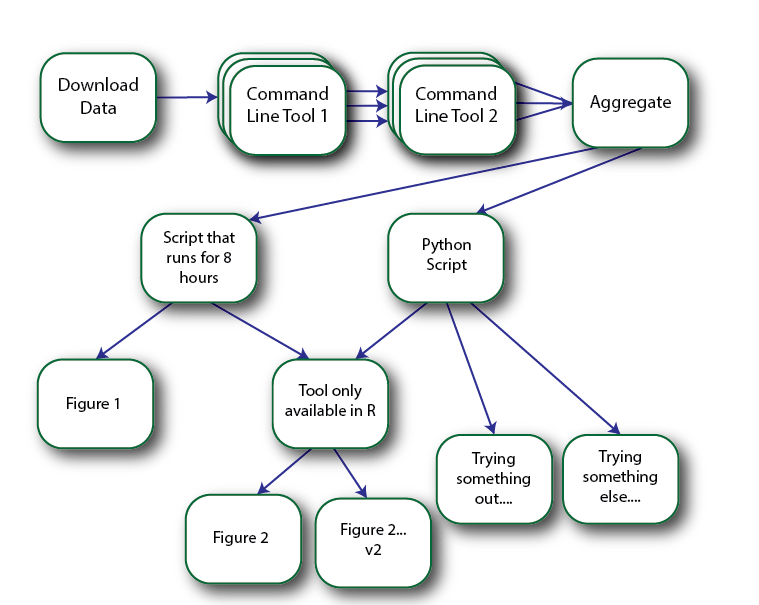 Download
Data
Command
Line Tool 1
Command
Line Tool 2
Aggregate
Script that
runs for 8
hours
Python
Script
Figure 1
Tool only
available in R
Trying
something
out....
Trying
something
else....
Figure 2
Figure 2...
v2